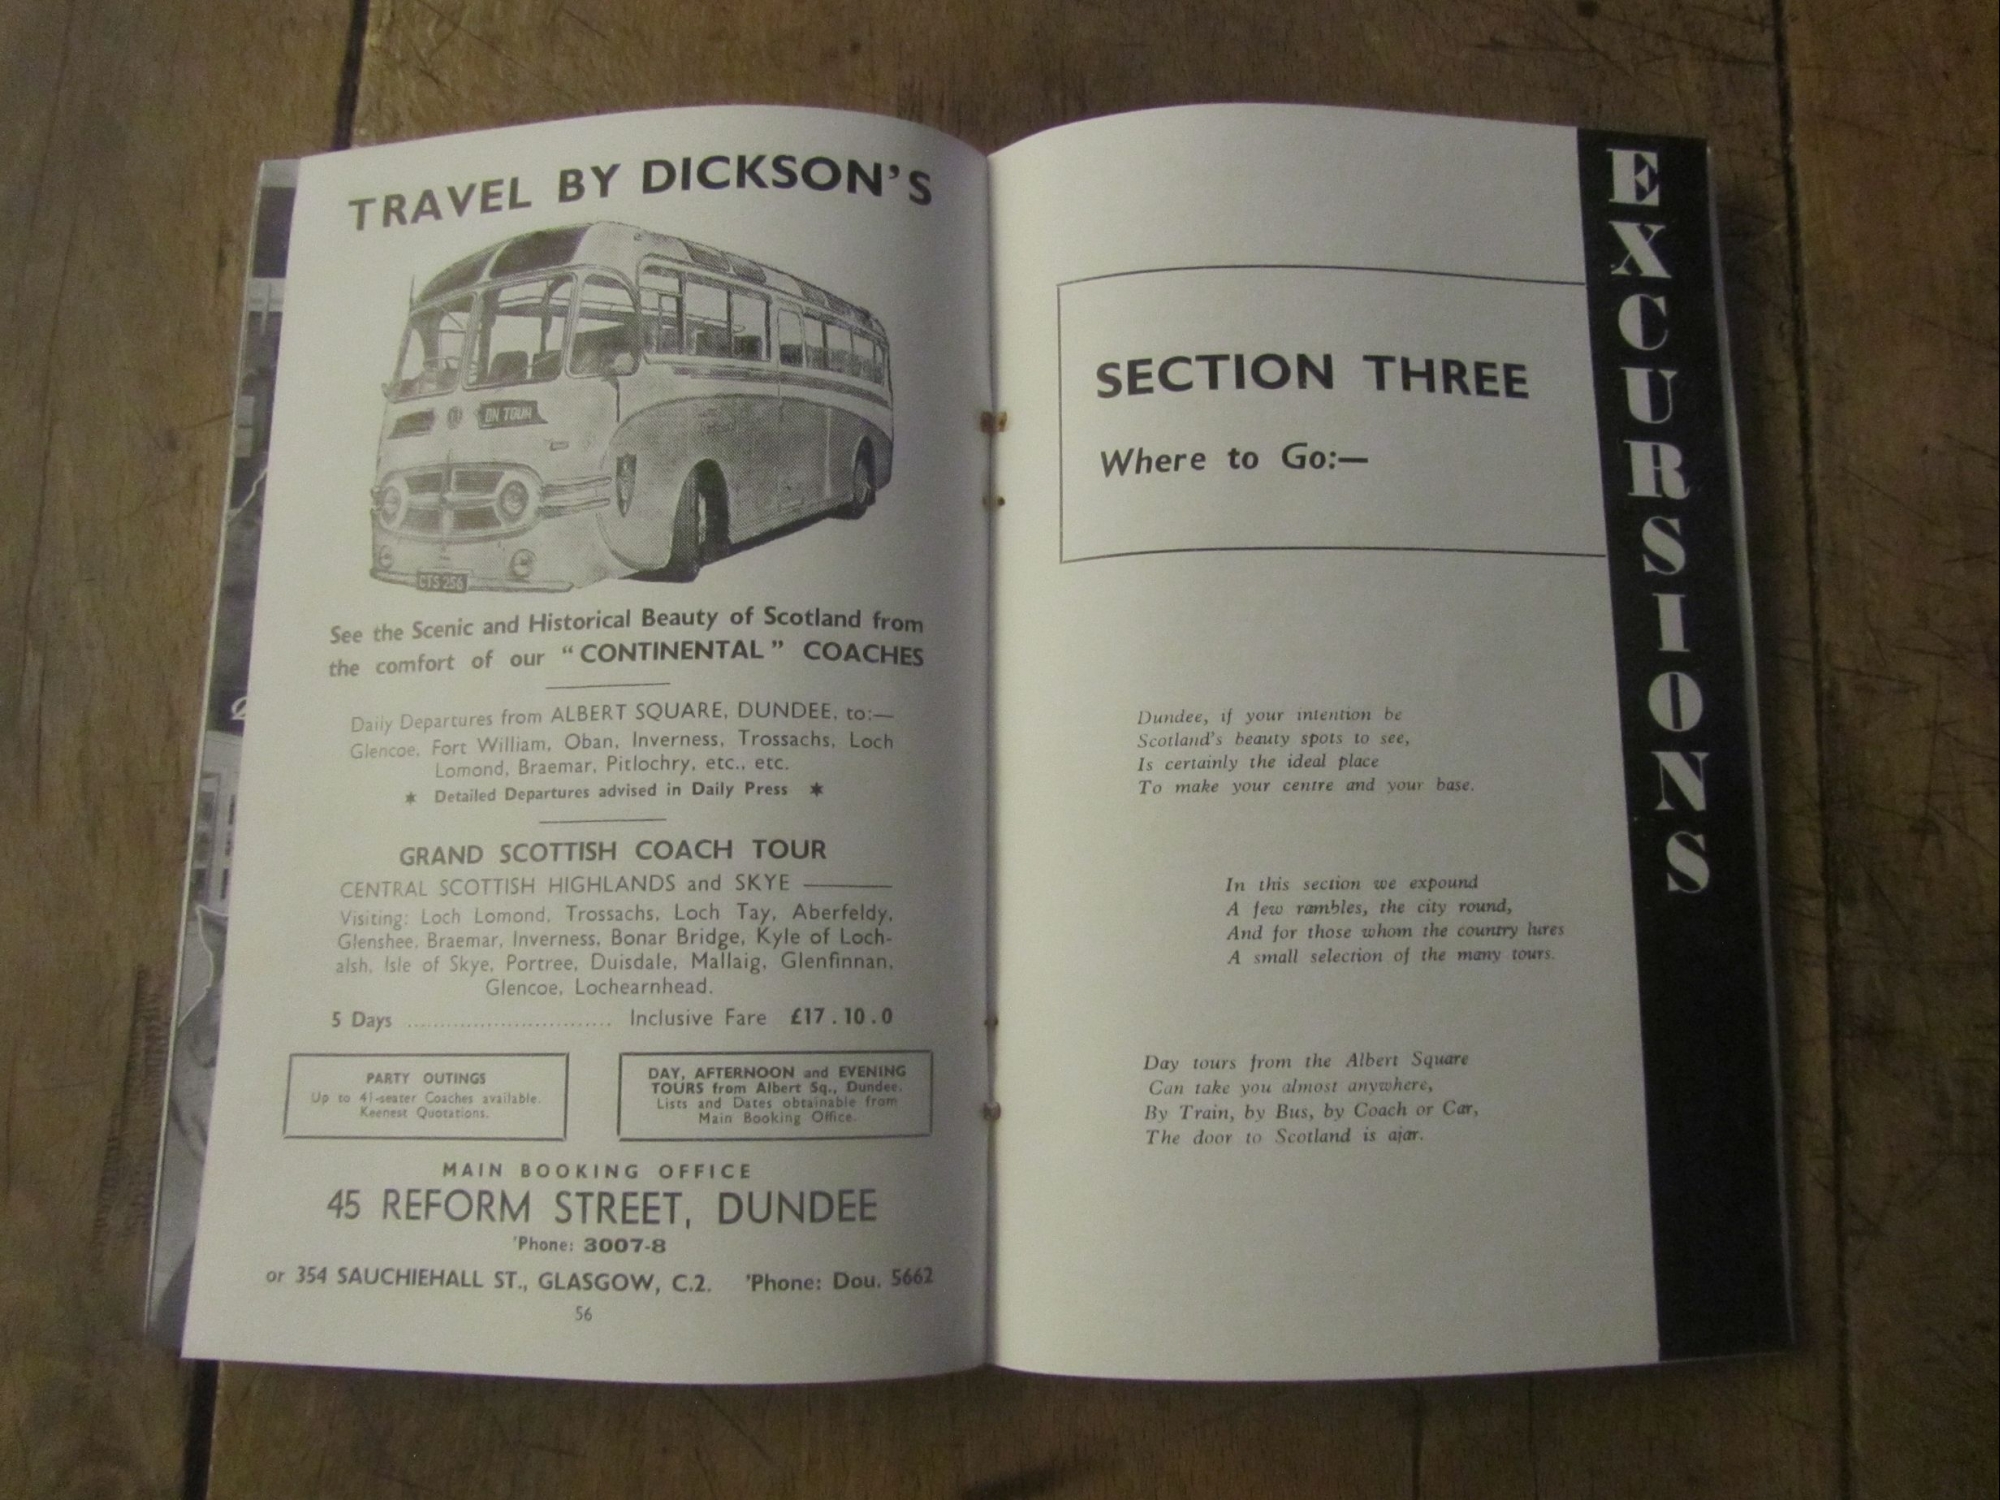 TRAVEL BY DICKSON'S
ON TOUR
CTS 256
See the Scenic and Historical Beauty of Scotland from
the comfort of our “CONTINENTAL” COACHES
Daily Departures from ALBERT SQUARE, DUNDEE, to:—
Glencoe, Fort William, Oban, Inverness, Trossachs, Loch
Lomond, Braemar, Pitlochry, etc., etc.
★ Detailed Departures advised in Daily Press ★
GRAND SCOTTISH COACH TOUR
CENTRAL SCOTTISH HIGHLANDS and SKYE ———
Visiting: Loch Lomond, Trossachs, Loch Tay, Aberfeldy,
Glenshee, Braemar, Inverness, Bonar Bridge, Kyle of Loch-
alsh, Isle of Skye, Portree, Duisdale, Mallaig, Glenfinnan,
Glencoe, Lochearnhead.
5 Days .............................. Inclusive Fare £17.10.0
PARTY OUTINGS
Up to 41-seater Coaches available.
Keenest Quotations.
DAY, AFTERNOON and EVENING
TOURS from Albert Sq., Dundee.
Lists and Dates obtainable from
Main Booking Office.
MAIN BOOKING OFFICE
45 REFORM STREET, DUNDEE
'Phone: 3007-8
or 354 SAUCHIEHALL ST., GLASGOW, C.2. 'Phone: Dou. 5662
56
EXCURSIONS
SECTION THREE
Where to Go:—
Dundee, if your intention be
Scotland's beauty spots to see,
Is certainly the ideal place
To make your centre and your base.
In this section we expound
A few rambles, the city round,
And for those whom the country lures
A small selection of the many tours.
Day tours from the Albert Square
Can take you almost anywhere,
By Train, by Bus, by Coach or Car,
The door to Scotland is ajar.